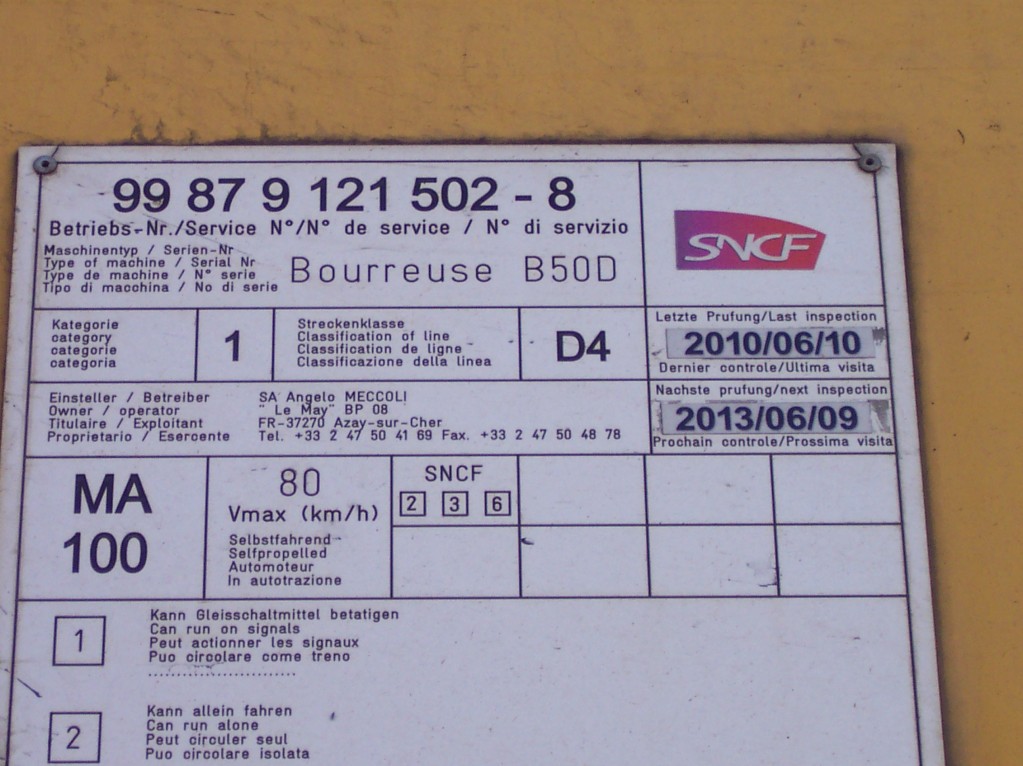 99 87 9 121 502 - 8
Betriebs-Nr./Service N°/N° de service / N° di servizio
Maschinentyp / Serien-Nr
Type of machine / Serial Nr
Type de machine / N° serie
Tipo di macchina / No di serie
Bourreuse B50D
SNCF
Kategorie
category
categorie
categoria
1
Streckenklasse
Classification of line
Classification de ligne
Classificazione della linea
D4
Letzte Prufung/Last inspection
2010/06/10
Dernier controle/Ultima visita
Nachste prufung/next inspection
2013/06/09
Prochain controle/Prossima visita
Einsteller / Betreiber
Owner / operator
Titulaire / Exploitant
Proprietario / Esercente
SA Angelo MECCOLI
" Le May" BP 08
FR-37270 Azay-sur-Cher
Tel. +33 2 47 50 41 69 Fax. +33 2 47 50 48 78
MA
100
80
Vmax (km/h)
Selbstfahrend
Selfpropelled
Automoteur
In autotrazione
SNCF
2 3 6
1
Kann Gleisschaltmittel betatigen
Can run on signals
Peut actionner les signaux
Puo circolare come treno
..........................
2
Kann allein fahren
Can run alone
Peut circuler seul
Puo circolare isolata